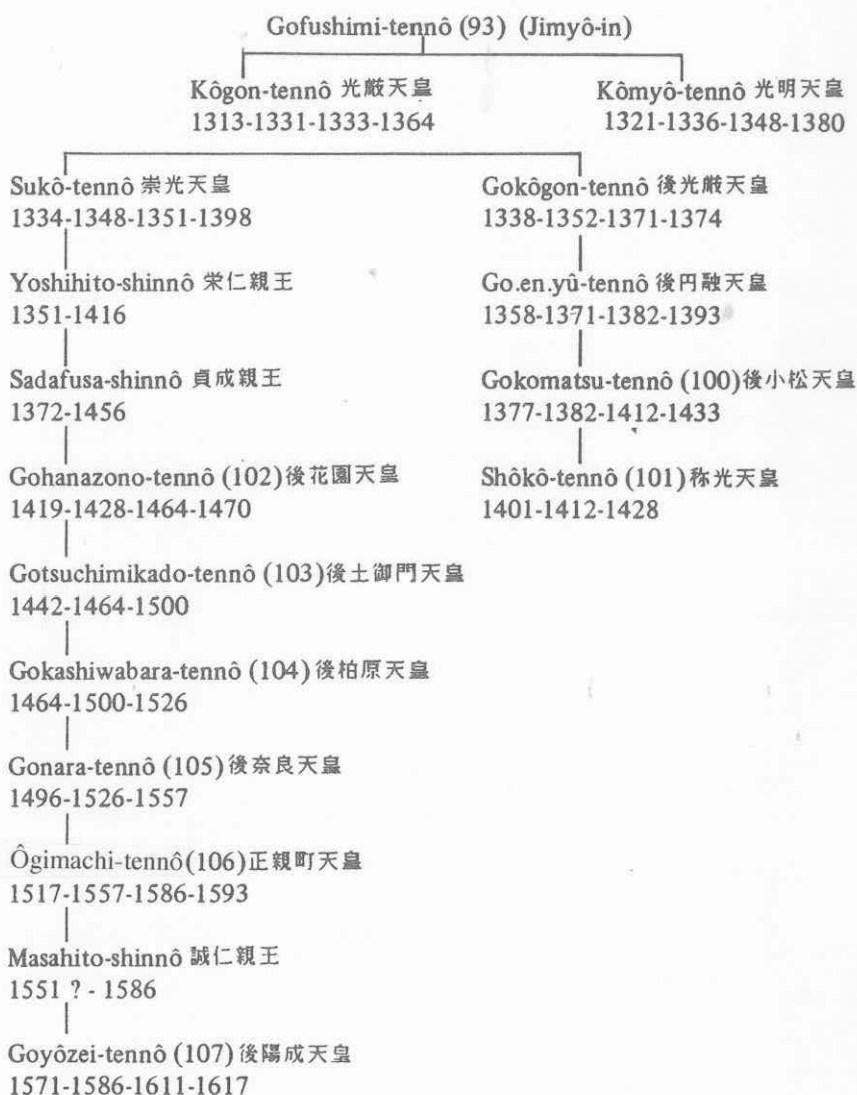 Gofushimi-tennô (93) (Jimyô-in)
Kôgon-tennô 光厳天皇
1313-1331-1333-1364
Kômyô-tennô 光明天皇
1321-1336-1348-1380
Sukô-tennô 崇光天皇
1334-1348-1351-1398
Gokôgon-tennô 後光厳天皇
1338-1352-1371-1374
Yoshihito-shinnô 栄仁親王
1351-1416
Go.en.yû-tennô 後円融天皇
1358-1371-1382-1393
Sadafusa-shinnô 貞成親王
1372-1456
Gokomatsu-tennô (100) 後小松天皇
1377-1382-1412-1433
Gohanazono-tennô (102) 後花園天皇
1419-1428-1464-1470
Shôkô-tennô (101) 称光天皇
1401-1412-1428
Gotsuchimikado-tennô (103) 後土御門天皇
1442-1464-1500
Gokashiwabara-tennô (104) 後柏原天皇
1464-1500-1526
Gonara-tennô (105) 後奈良天皇
1496-1526-1557
Ôgimachi-tennô (106) 正親町天皇
1517-1557-1586-1593
Masahito-shinnô 誠仁親王
1551 ? - 1586
Goyôzei-tennô (107) 後陽成天皇
1571-1586-1611-1617